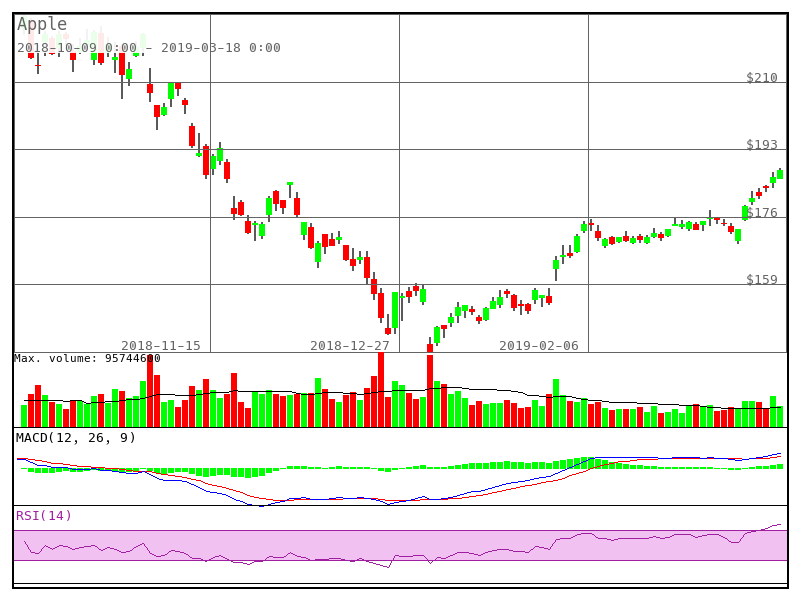 Apple
2018-10-09 0:00 - 2019-03-18 0:00
$210
$193
$176
$159
2018-11-15 2018-12-27 2019-02-06
Max. volume: 95744600
MACD(12, 26, 9)
RSI(14)